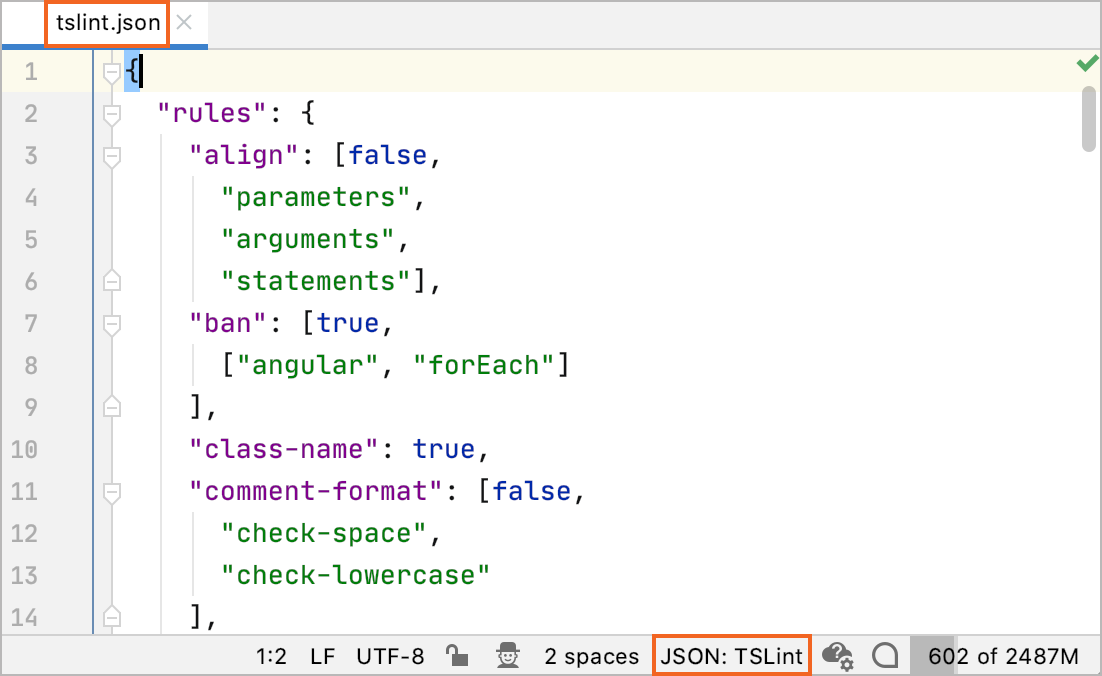 tslint.json
1 {
2   "rules": {
3     "align": [false,
4       "parameters",
5       "arguments",
6       "statements"],
7     "ban": [true,
8       ["angular", "forEach"]
9     ],
10     "class-name": true,
11     "comment-format": [false,
12       "check-space",
13       "check-lowercase"
14     ],
1:2 LF UTF-8 2 spaces JSON: TSLint 602 of 2487M